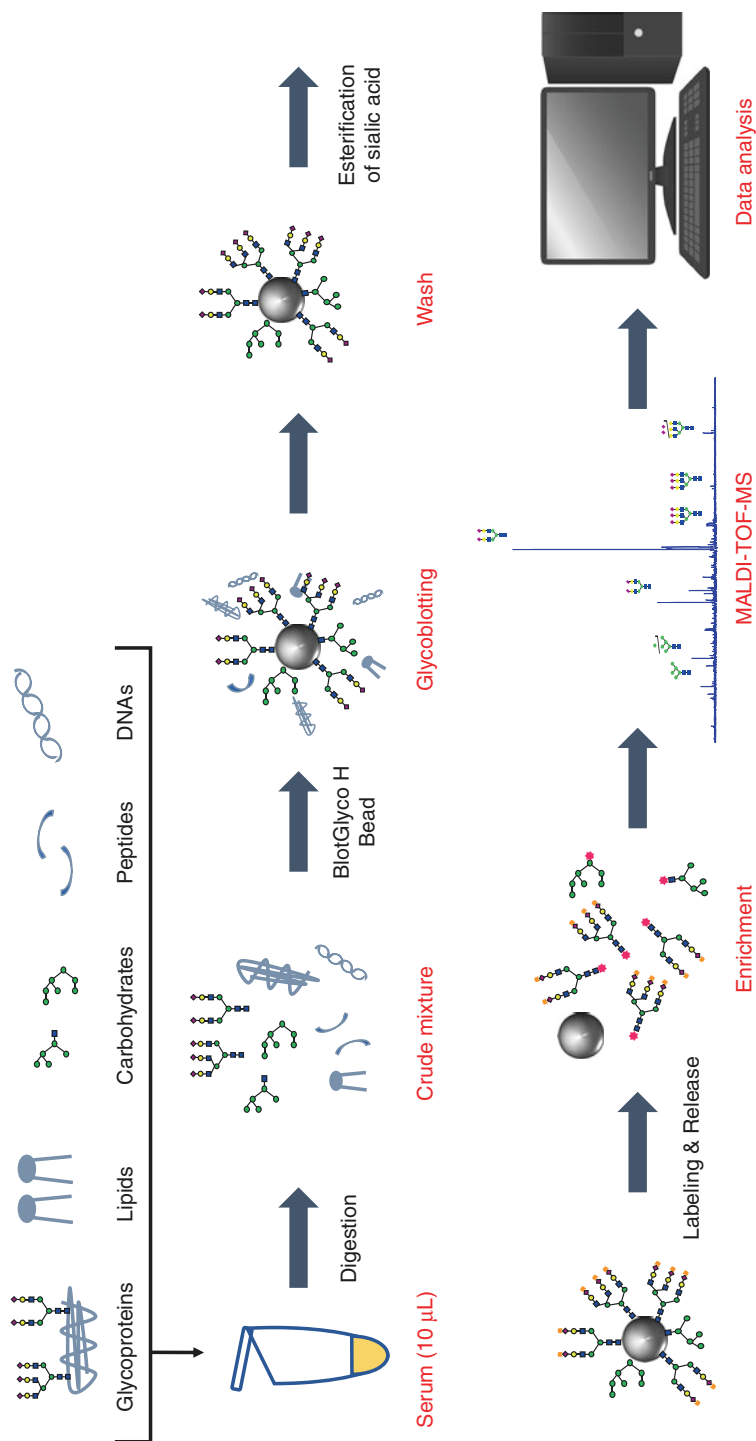 Glycoproteins
Lipids
Carbohydrates
Peptides
DNAs
Serum (10 µL)
Digestion
Crude mixture
BlotGlyco H
Bead
Glycoblotting
Wash
Esterification
of sialic acid
Labeling & Release
Enrichment
MALDI-TOF-MS
Data analysis